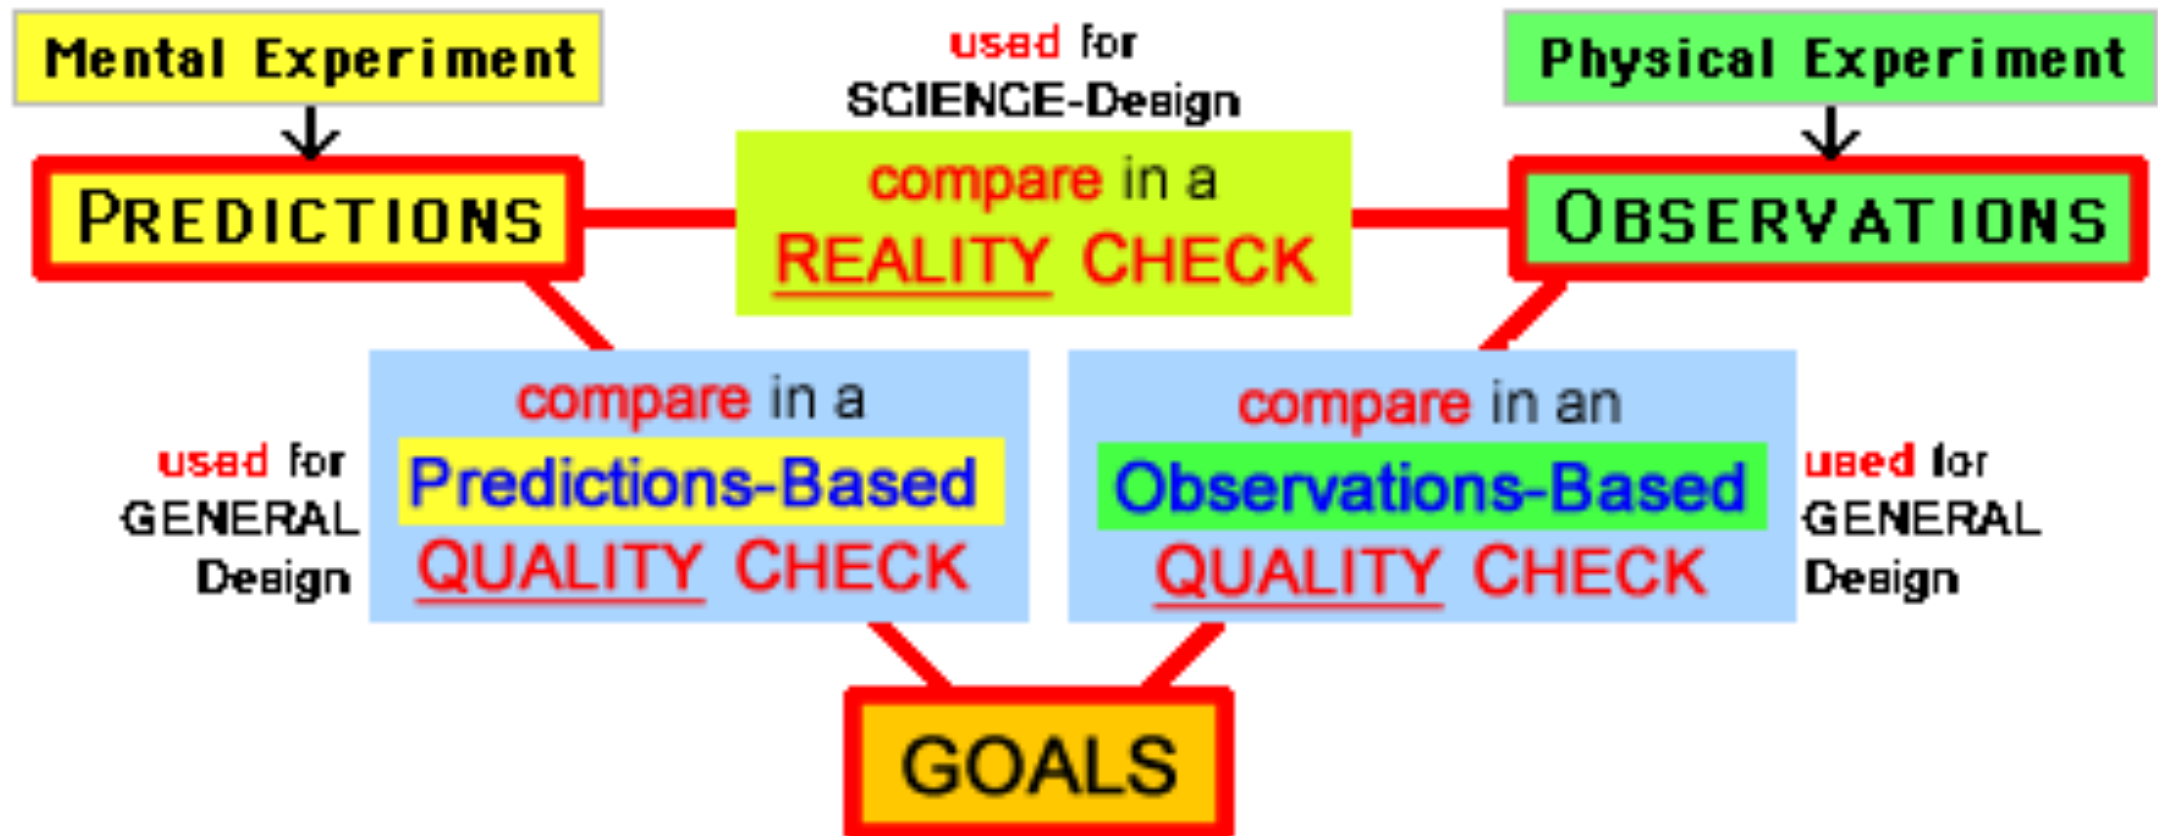 Mental Experiment
used for
SCIENCE-Design
Physical Experiment
PREDICTIONS
compare in a
REALITY CHECK
OBSERVATIONS
used for
GENERAL
Design
compare in a
Predictions-Based
QUALITY CHECK
compare in an
Observations-Based
QUALITY CHECK
used for
GENERAL
Design
GOALS